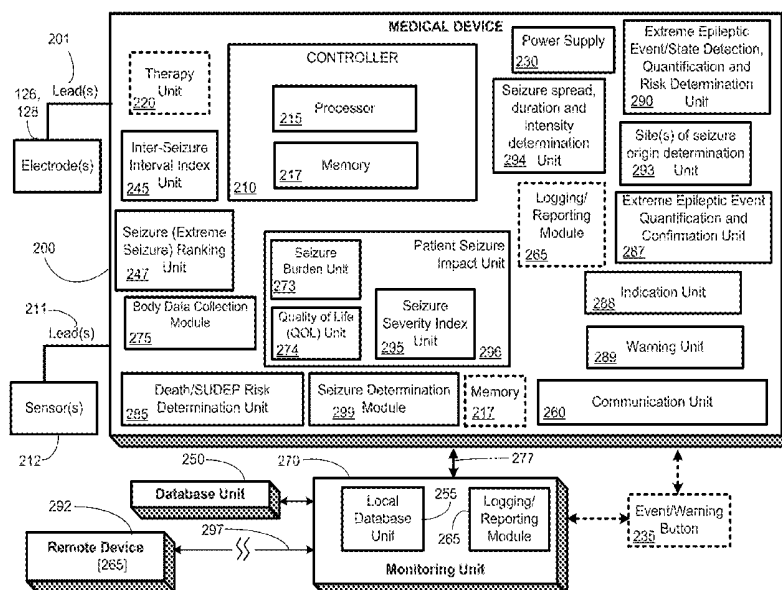 201
MEDICAL DEVICE
126,
128
Lead(s)
Electrode(s)
Therapy
Unit
220
CONTROLLER
Processor
215
Memory
217
210
Power Supply
230
Extreme Epileptic
Event/State Detection,
Quantification and
Risk Determination
Unit
290
Seizure spread,
duration and
intensity
determination
Unit
294
Site(s) of seizure
origin determination
Unit
293
Inter-Seizure
Interval Index
Unit
245
Logging/
Reporting
Module
265
Extreme Epileptic Event
Quantification and
Confirmation Unit
287
200
Seizure (Extreme
Seizure) Ranking
Unit
247
Seizure
Burden Unit
273
Patient Seizure
Impact Unit
Quality of Life
(QOL) Unit
274
Seizure
Severity Index
Unit
295
296
Indication Unit
288
Body Data Collection
Module
275
Warning Unit
289
211
Lead(s)
Sensor(s)
212
Death/SUDEP Risk
Determination Unit
285
Seizure Determination
Module
299
Memory
217
Communication Unit
260
250
270
277
Database Unit
Local
Database
Unit
255
265
Logging/
Reporting
Module
Monitoring Unit
Event/Warning
Button
235
292
297
Remote Device
[265]